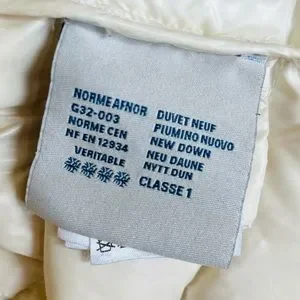 NORME AFNOR
G32-003
NORME CEN
NF EN 12934
VERITABLE
DUVET NEUF
PIUMINO NUOVO
NEW DOWN
NEU DAUNE
NYTT DUN
CLASSE 1